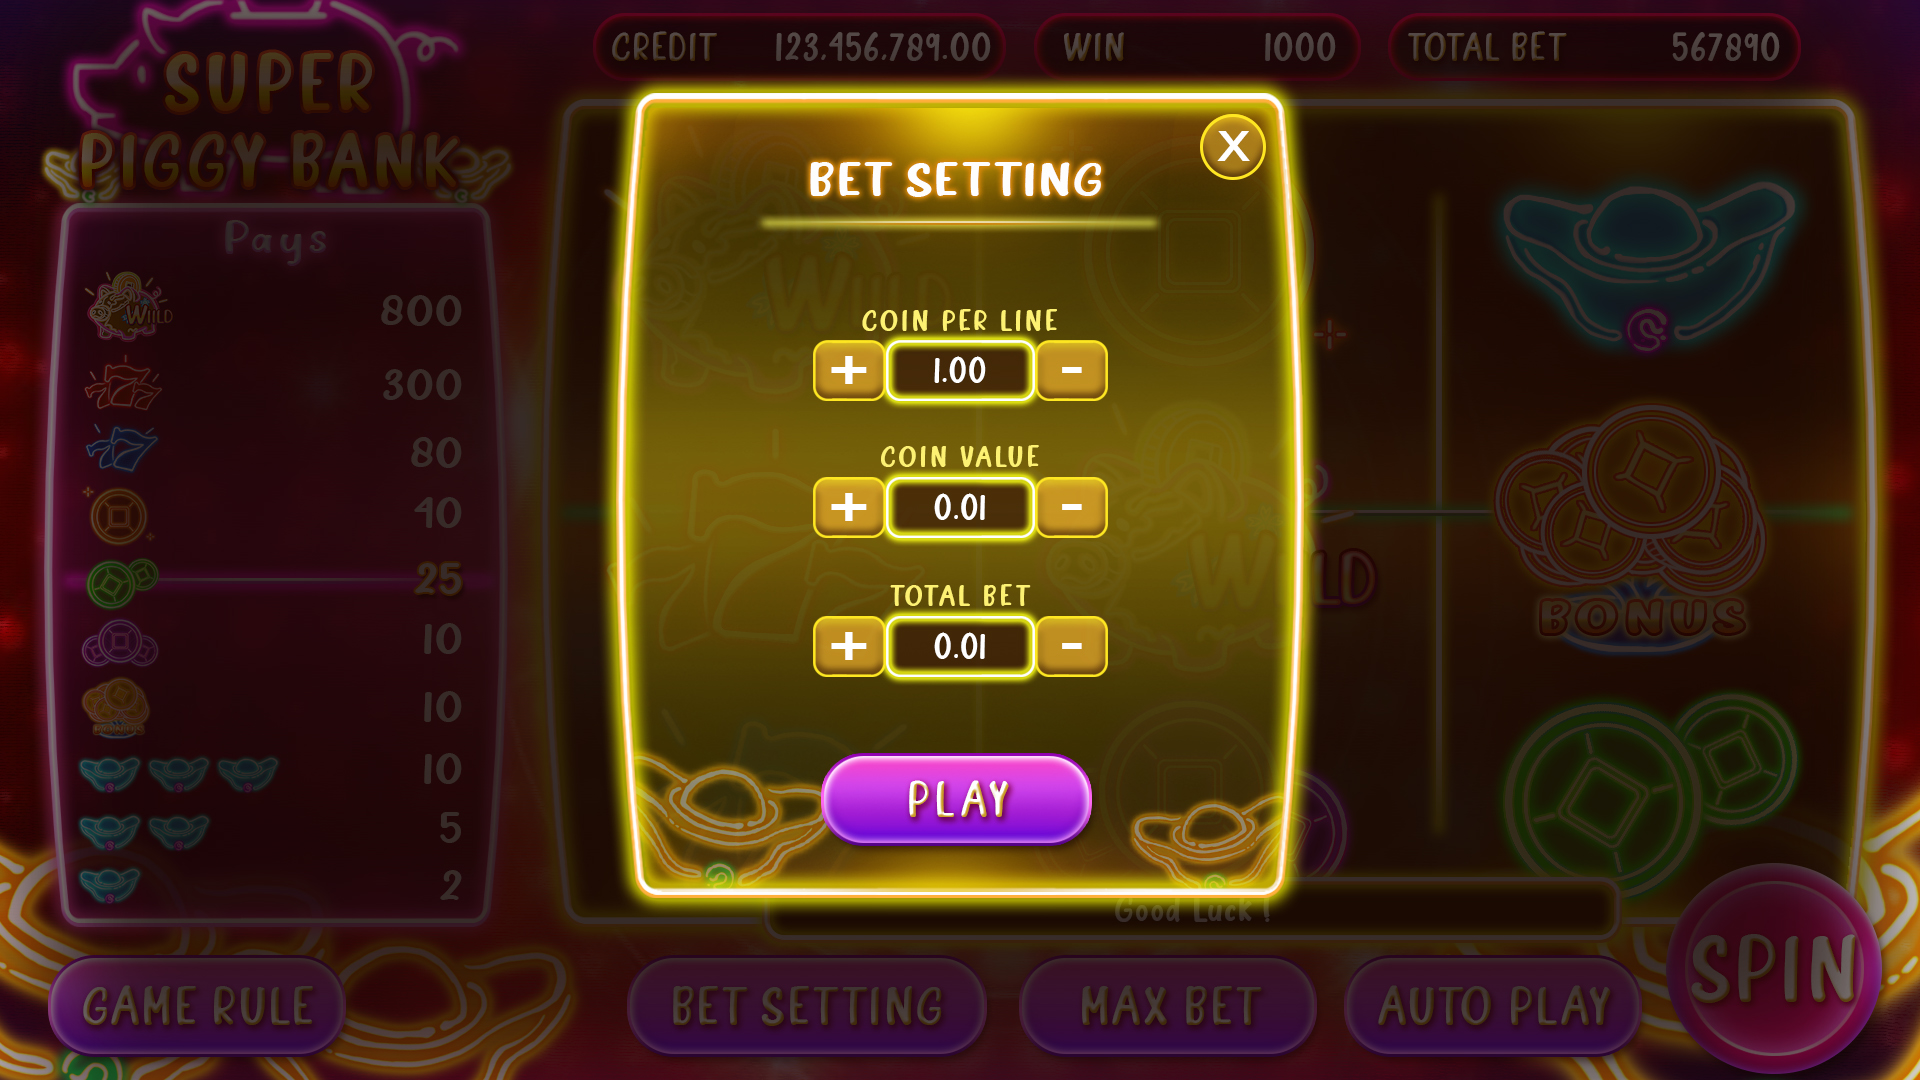 SUPER
PIGGY BANK
CREDIT 123,456,789.00
WIN 1000
TOTAL BET 567890
Pays
WILD 800
300
80
40
25
10
10
10
5
2
BET SETTING
X
COIN PER LINE
+ 1.00 -
COIN VALUE
+ 0.01 -
TOTAL BET
+ 0.01 -
PLAY
WILD
WILD
BONUS
Good Luck !
GAME RULE
BET SETTING
MAX BET
AUTO PLAY
SPIN